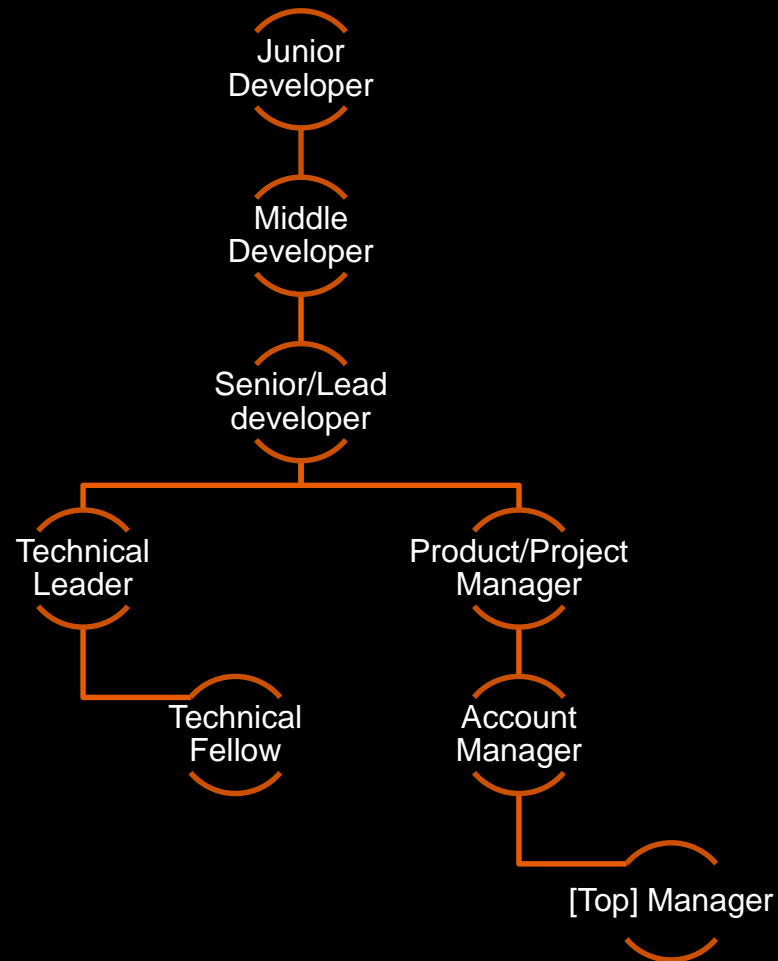 Junior
Developer
Middle
Developer
Senior/Lead
developer
Technical
Leader
Product/Project
Manager
Technical
Fellow
Account
Manager
[Top] Manager